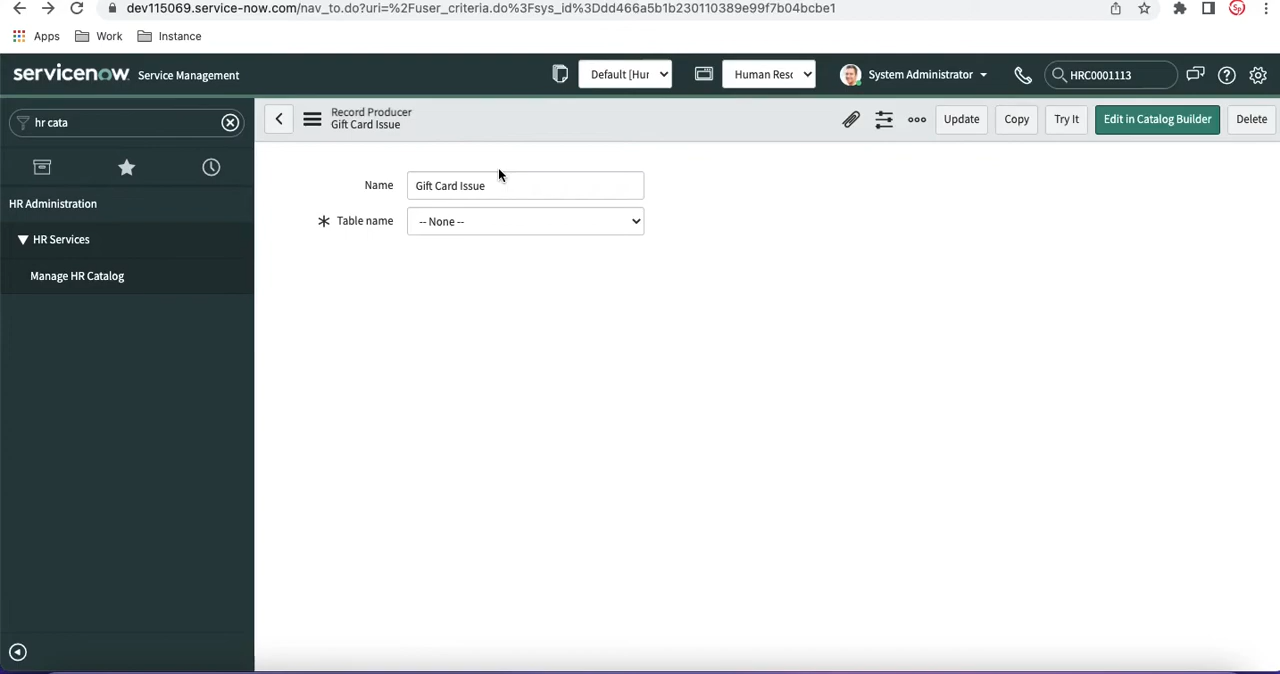 dev115069.service-now.com/nav_to.do?uri=%2Fuser_criteria.do%3Fsys_id%3Ddd466a5b1b230110389e99f7b04bcbe1
Sp
Apps Work Instance
servicenow Service Management Default [Hur Human Resc System Administrator HRC0001113
hr cata
Record Producer
Gift Card Issue
Update Copy Try It Edit in Catalog Builder Delete
Name Gift Card Issue
HR Administration
Table name -- None --
HR Services
Manage HR Catalog